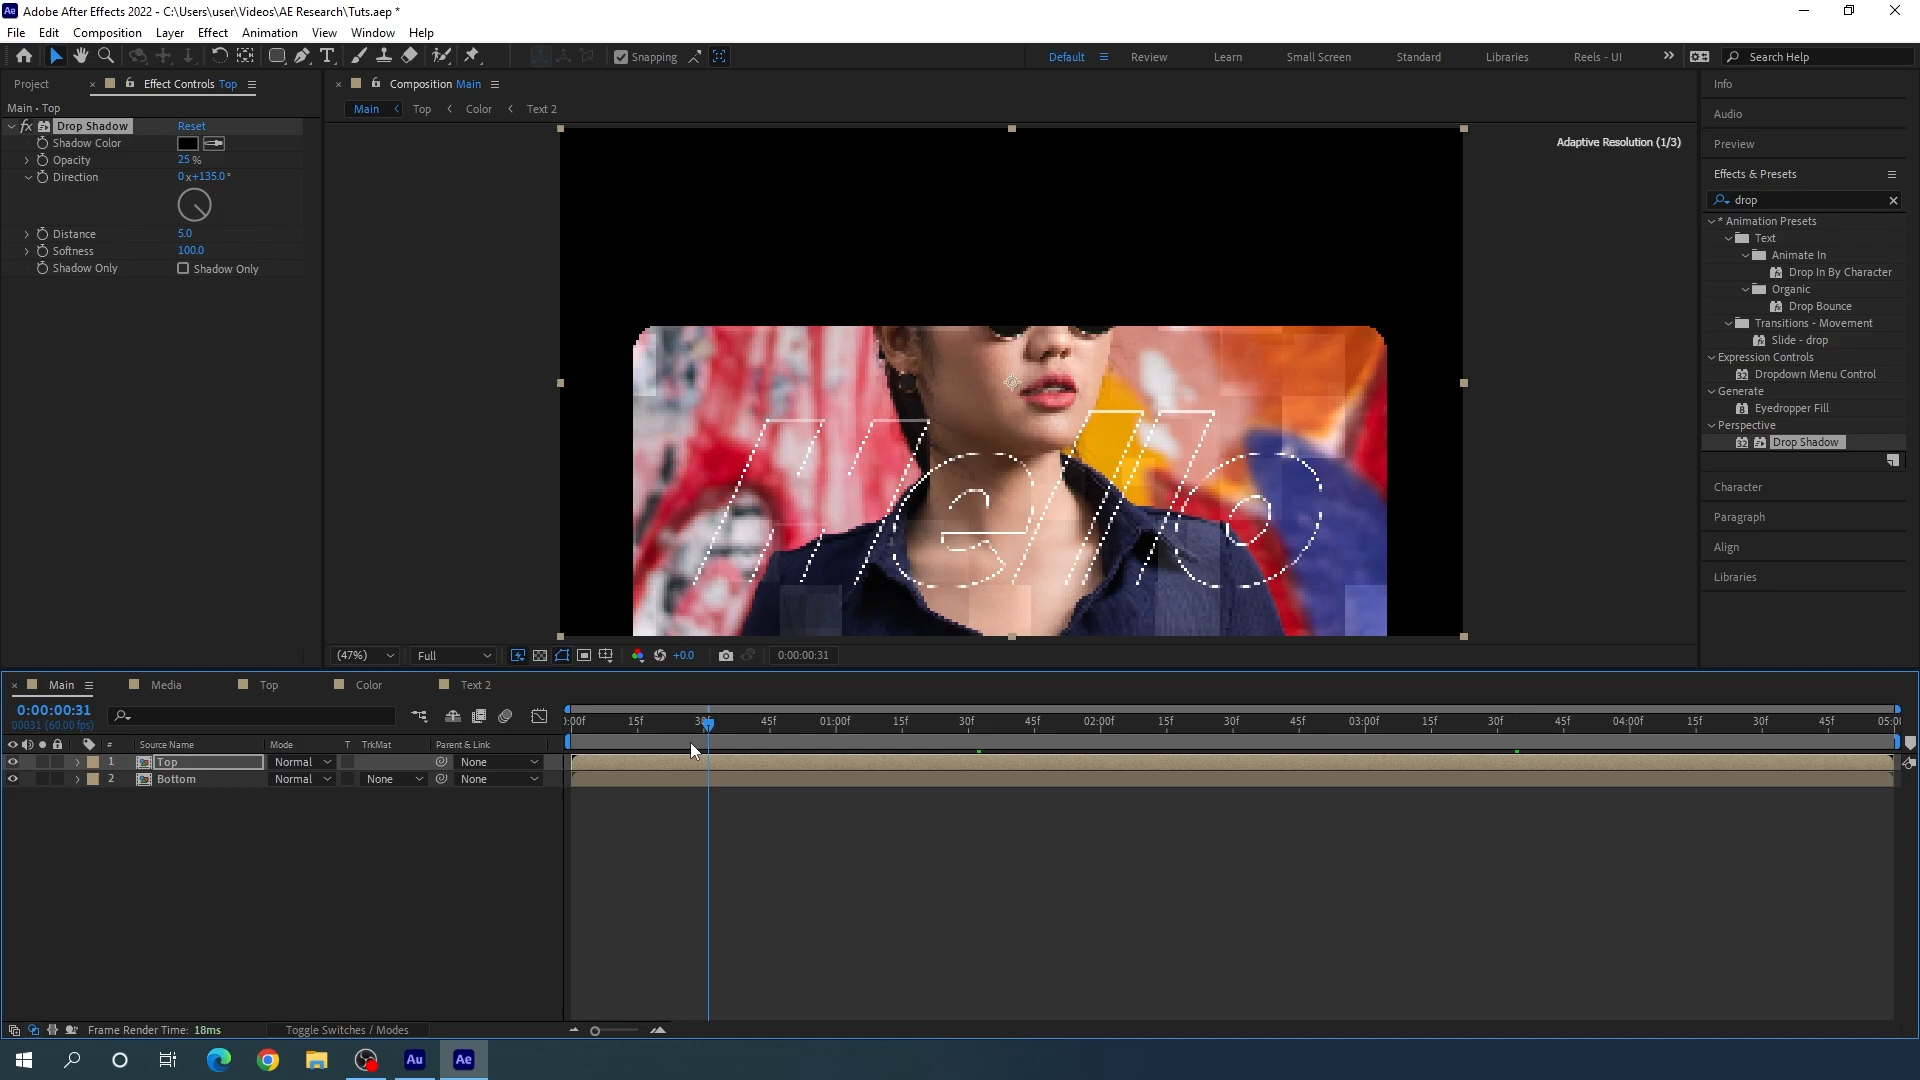 Ae Adobe After Effects 2022 - C:\Users\user\Videos\AE Research\Tuts.aep *
File Edit Composition Layer Effect Animation View Window Help
Snapping Default Review Learn Small Screen Standard Libraries Reels - UI Search Help
Project Effect Controls Top
Main • Top
fx Drop Shadow Reset
Shadow Color
Opacity 25 %
Direction 0x+135.0°
Distance 5.0
Softness 100.0
Shadow Only Shadow Only
Composition Main
Main Top Color Text 2
Adaptive Resolution (1/3)
Hello
(47%) Full +0.0 0:00:00:31
Info
Audio
Preview
Effects & Presets
drop
* Animation Presets
Text
Animate In
Drop In By Character
Organic
Drop Bounce
Transitions - Movement
Slide - drop
Expression Controls
32 Dropdown Menu Control
Generate
8 Eyedropper Fill
Perspective
32 Drop Shadow
Character
Paragraph
Align
Libraries
Main Media Top Color Text 2
0:00:00:31
00031 (60.00 fps)
:00f 15f 30f 45f 01:00f 15f 30f 45f 02:00f 15f 30f 45f 03:00f 15f 30f 45f 04:00f 15f 30f 45f 05:00
# Source Name Mode T TrkMat Parent & Link
1 Top Normal None
2 Bottom Normal None None
Frame Render Time: 18ms Toggle Switches / Modes
Au Ae